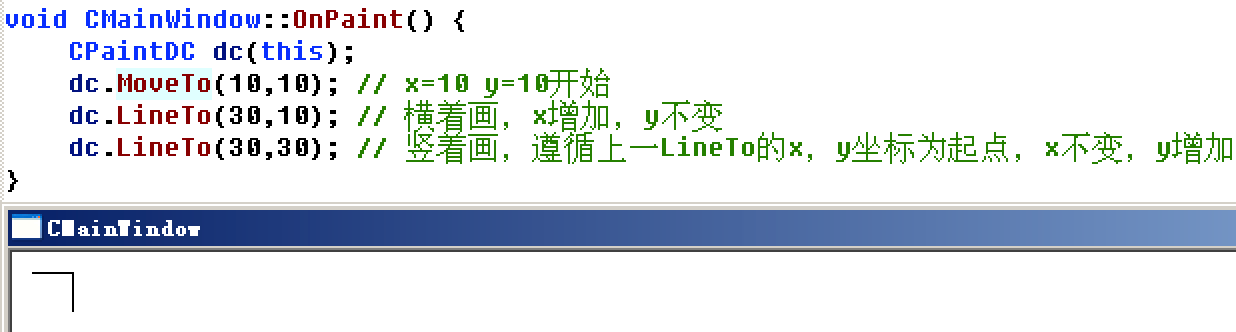 void CMainWindow::OnPaint() {
    CPaintDC dc(this);
    dc.MoveTo(10,10); // x=10 y=10开始
    dc.LineTo(30,10); // 横着画，x增加，y不变
    dc.LineTo(30,30); // 竖着画，遵循上一LineTo的x，y坐标为起点，x不变，y增加
}
CMainWindow